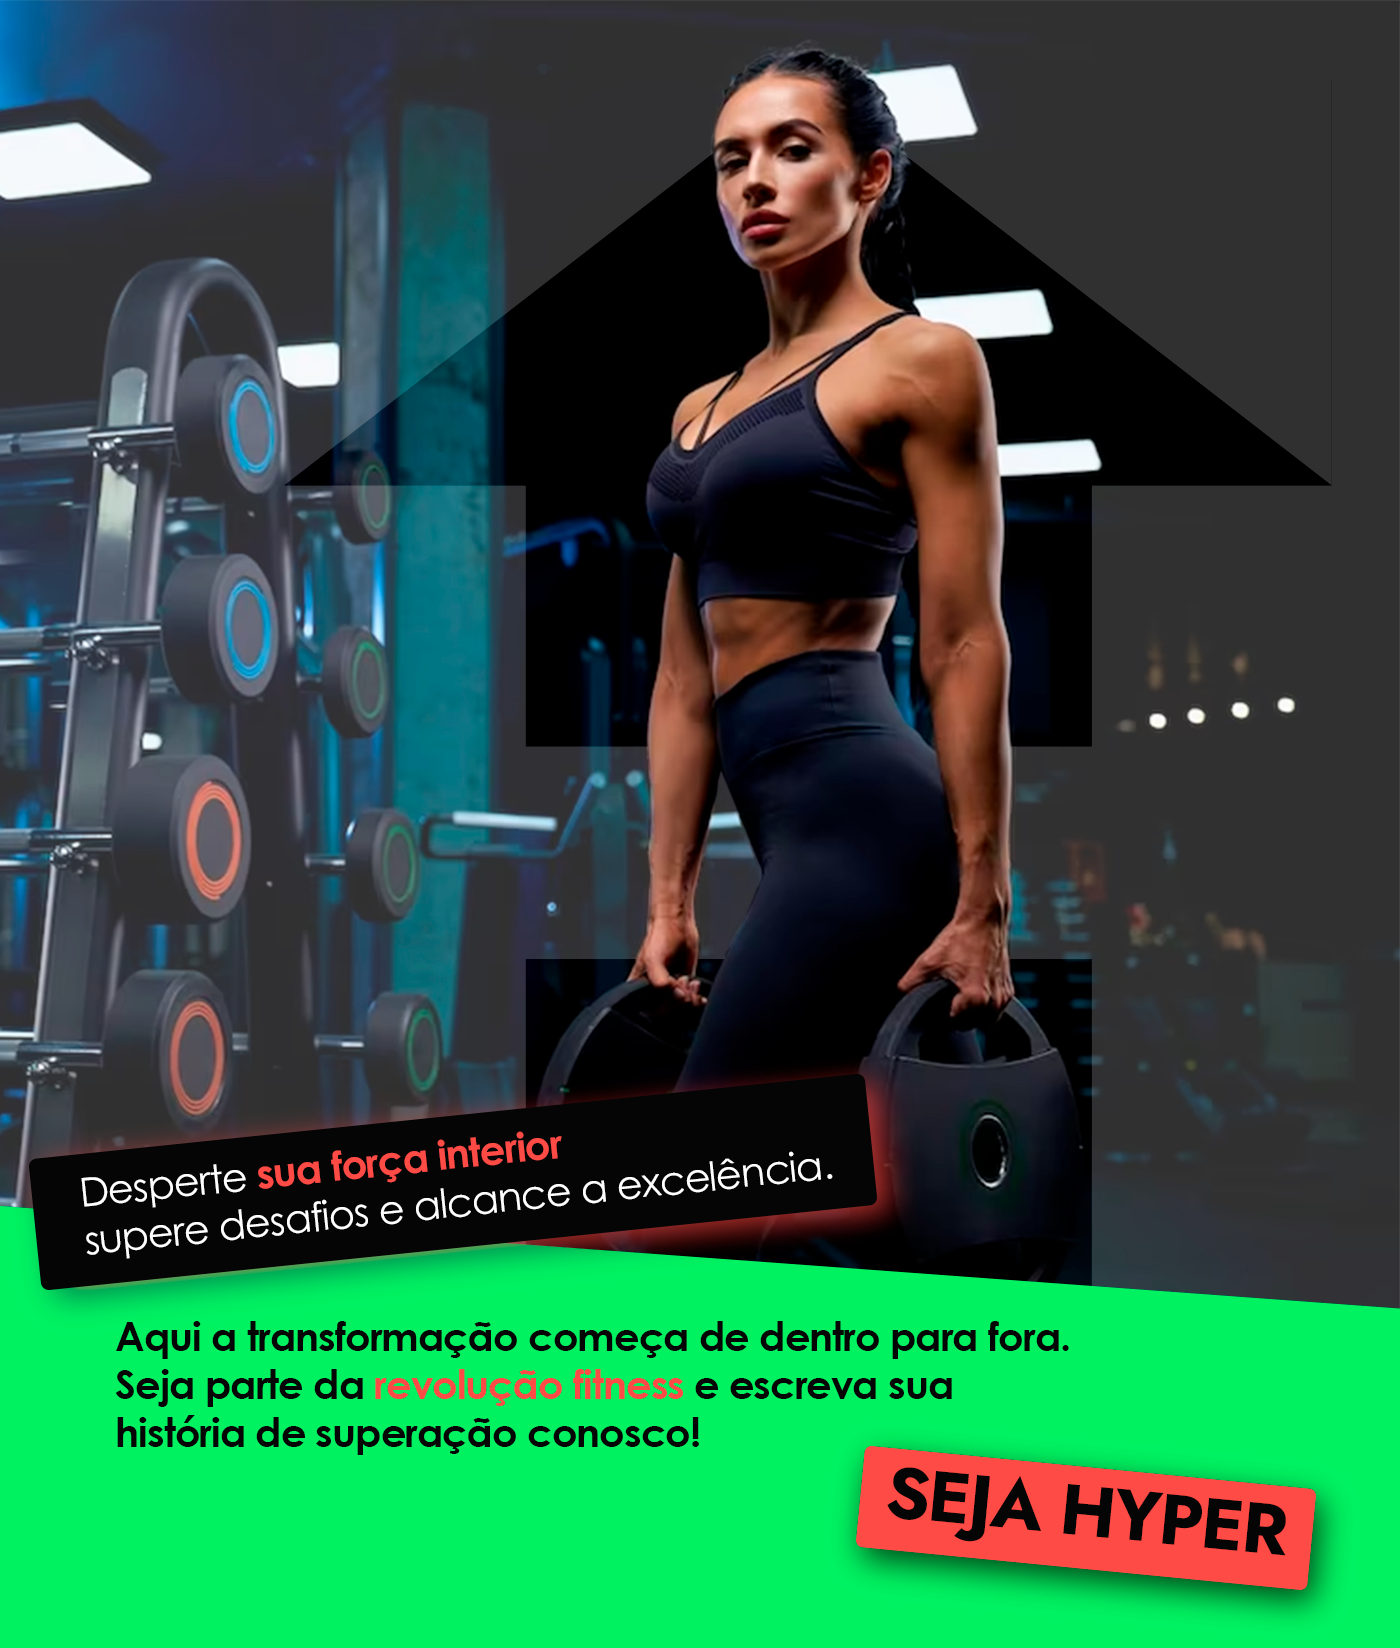 Desperte sua força interior
supere desafios e alcance a excelência.
Aqui a transformação começa de dentro para fora.
Seja parte da revolução fitness e escreva sua
história de superação conosco!
SEJA HYPER